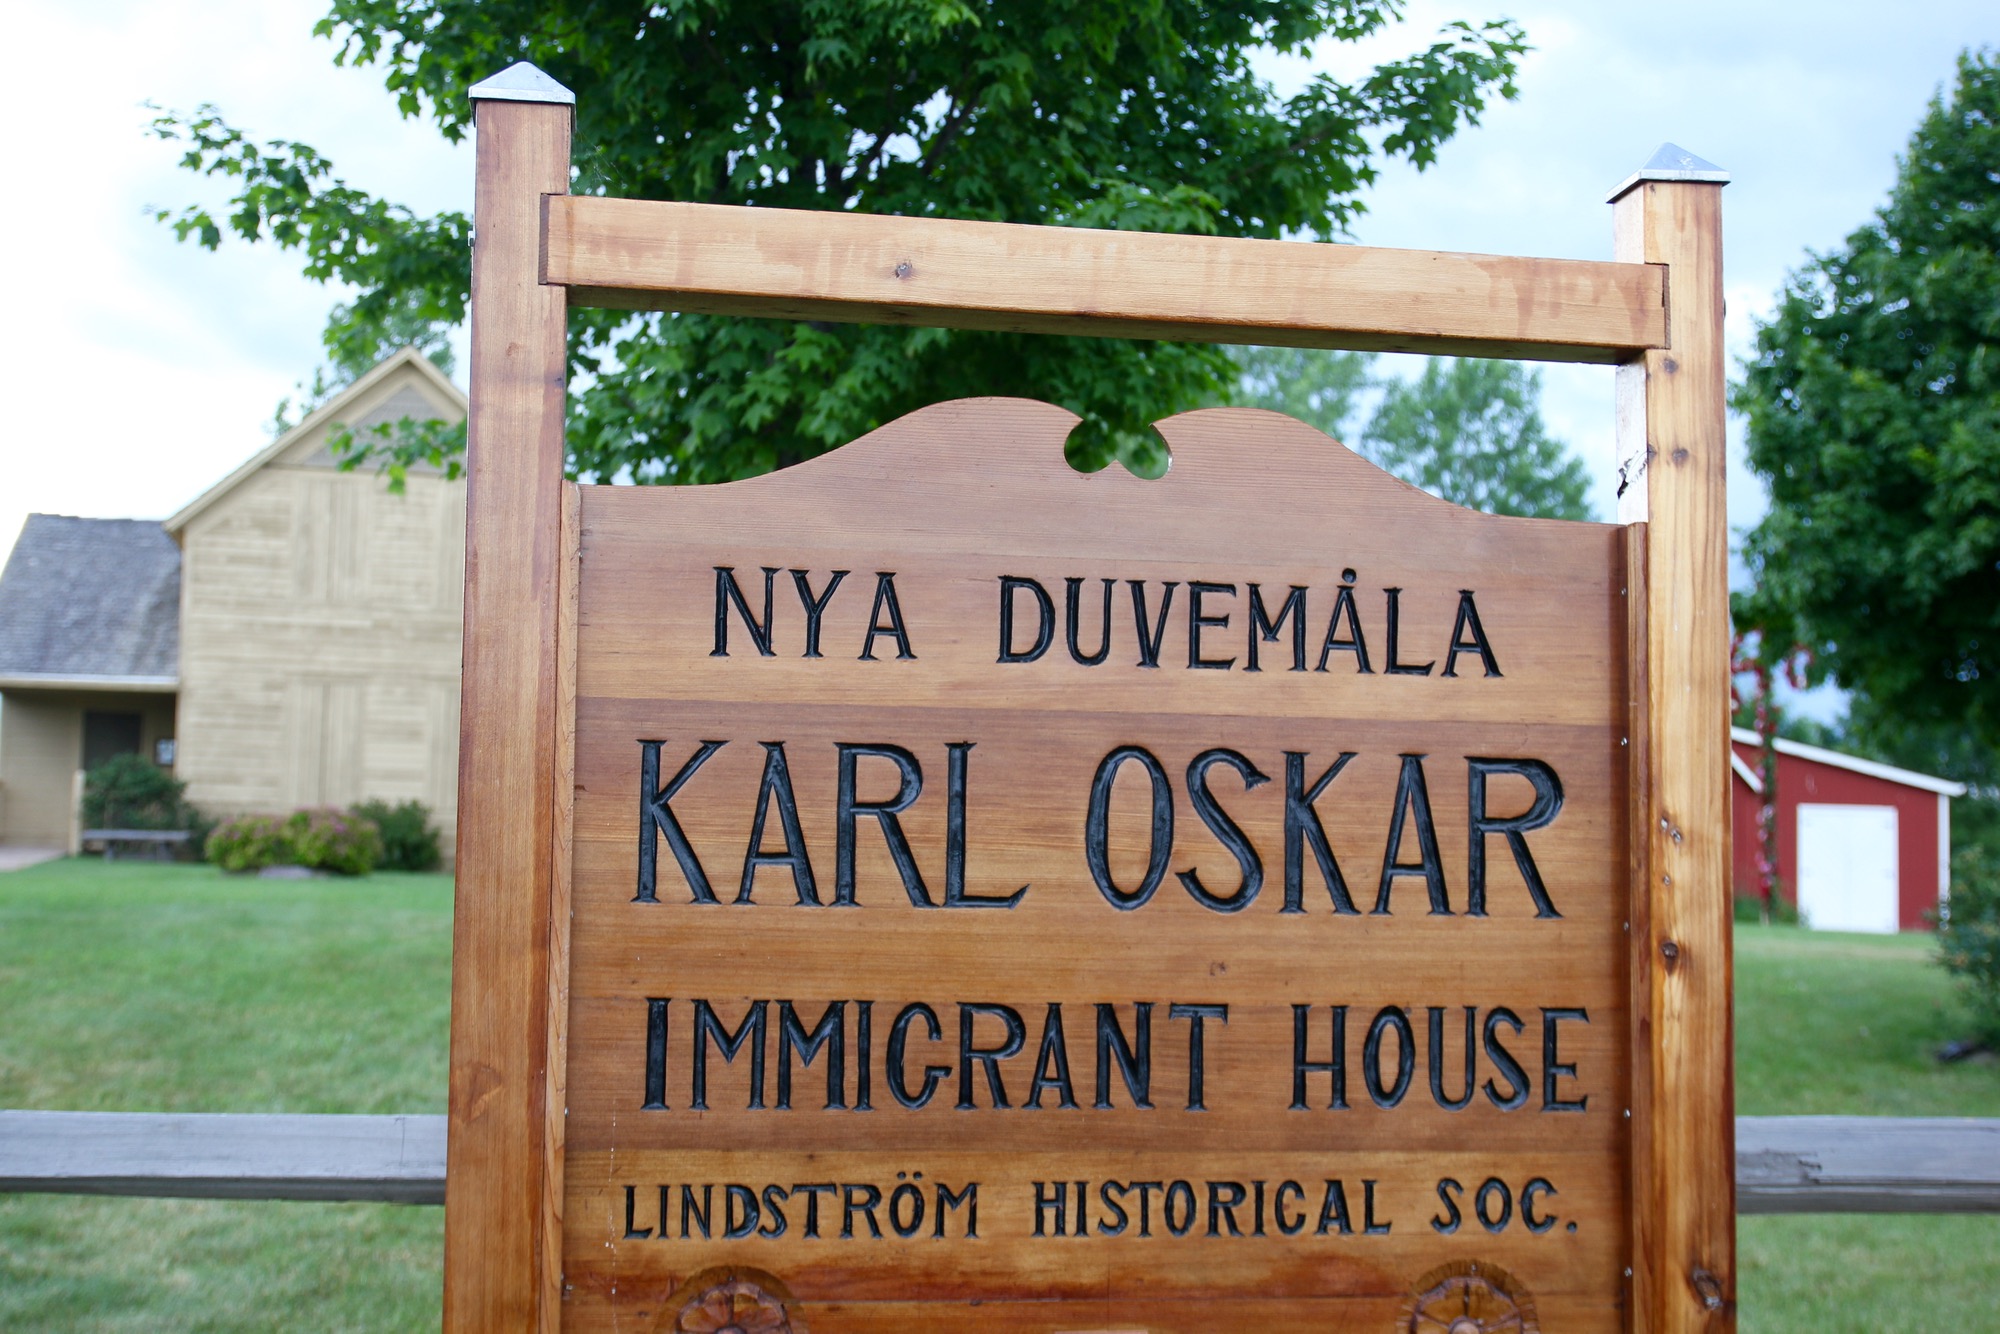 NYA DUVEMÅLA
KARL OSKAR
IMMIGRANT HOUSE
LINDSTRÖM HISTORICAL SOC.